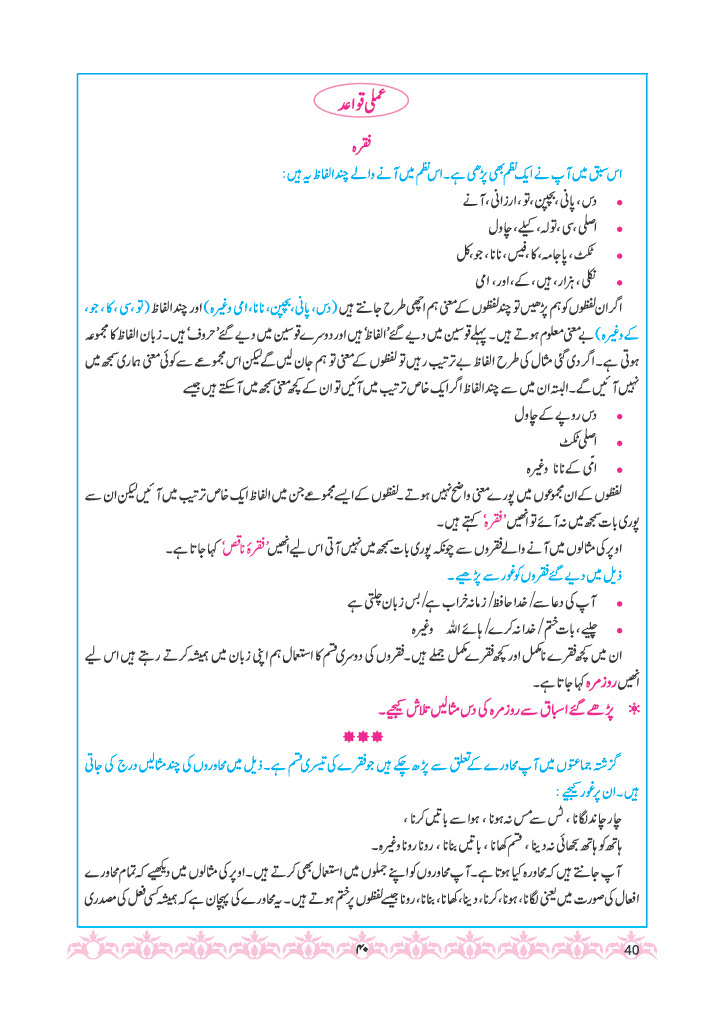 عملی قواعد
فقرہ
اس سبق میں آپ نے ایک نظم بھی پڑھی ہے۔ اس نظم میں آنے والے چند الفاظ یہ ہیں :
• دس ، پانی ، بچپن ، تو ، ارزانی ، آنے
• اصلی ، سی ، تولہ ، کیلے ، چاول
• ٹکٹ ، پاجامہ ، کا ، فیس ، نانا ، جو ، کل
• نکلی ، ہزار ، ہیں ، کے ، اور ، امی
اگر ان لفظوں کو ہم پڑھیں تو چند لفظوں کے معنی ہم اچھی طرح جانتے ہیں (دس ، پانی ، بچپن ، نانا ، امی وغیرہ) اور چند الفاظ (تو ، سی ، کا ، جو ،
کے وغیرہ) بے معنی معلوم ہوتے ہیں۔ پہلے قوسین میں دیے گئے ’الفاظ‘ ہیں اور دوسرے قوسین میں دیے گئے ’حروف‘ ہیں۔ زبان الفاظ کا مجموعہ
ہوتی ہے۔ اگر دی گئی مثال کی طرح الفاظ بے ترتیب رہیں تو لفظوں کے معنی تو ہم جان لیں گے لیکن اس مجموعے سے کوئی معنی ہماری سمجھ میں
نہیں آئیں گے۔ البتہ ان میں سے چند الفاظ اگر ایک خاص ترتیب میں آئیں تو ان کے کچھ معنی سمجھ میں آسکتے ہیں جیسے
• دس روپے کے چاول
• اصلی ٹکٹ
• امّی کے نانا وغیرہ
لفظوں کے ان مجموعوں میں پورے معنی واضح نہیں ہوتے۔ لفظوں کے ایسے مجموعے جن میں الفاظ ایک خاص ترتیب میں آئیں لیکن ان سے
پوری بات سمجھ میں نہ آئے تو انھیں ’فقرہ‘ کہتے ہیں۔
اوپر کی مثالوں میں آنے والے فقروں سے چونکہ پوری بات سمجھ میں نہیں آتی اس لیے انھیں ’فقرۂ ناقص‘ کہا جاتا ہے۔
ذیل میں دیے گئے فقروں کو غور سے پڑھیے۔
• آپ کی دعا سے/ خدا حافظ/ زمانہ خراب ہے/ بس زبان چلتی ہے
• چلیے ، بات ختم/ خدا نہ کرے/ ہائے اللہ وغیرہ
ان میں کچھ فقرے نامکمل اور کچھ فقرے مکمل جملے ہیں۔ فقروں کی دوسری قسم کا استعمال ہم اپنی زبان میں ہمیشہ کرتے رہتے ہیں اس لیے
انھیں روزمرہ کہا جاتا ہے۔
* پڑھے گئے اسباق سے روزمرہ کی دس مثالیں تلاش کیجیے۔
***
گزشتہ جماعتوں میں آپ محاورے کے تعلق سے پڑھ چکے ہیں جو فقرے کی تیسری قسم ہے۔ ذیل میں محاوروں کی چند مثالیں درج کی جاتی
ہیں۔ ان پر غور کیجیے :
چار چاند لگانا ، ٹس سے مس نہ ہونا ، ہوا سے باتیں کرنا ،
ہاتھ کو ہاتھ سجھائی نہ دینا ، قسم کھانا ، باتیں بنانا ، رونا رونا وغیرہ۔
آپ جانتے ہیں کہ محاورہ کیا ہوتا ہے۔ آپ محاوروں کو اپنے جملوں میں استعمال بھی کرتے ہیں۔ اوپر کی مثالوں میں دیکھیے کہ تمام محاورے
افعال کی صورت میں یعنی لگانا ، ہونا ، کرنا ، دینا ، کھانا ، بنانا ، رونا جیسے لفظوں پر ختم ہوتے ہیں۔ یہ محاورے کی پہچان ہے کہ ہمیشہ کسی فعل کی مصدری
۴۰
40